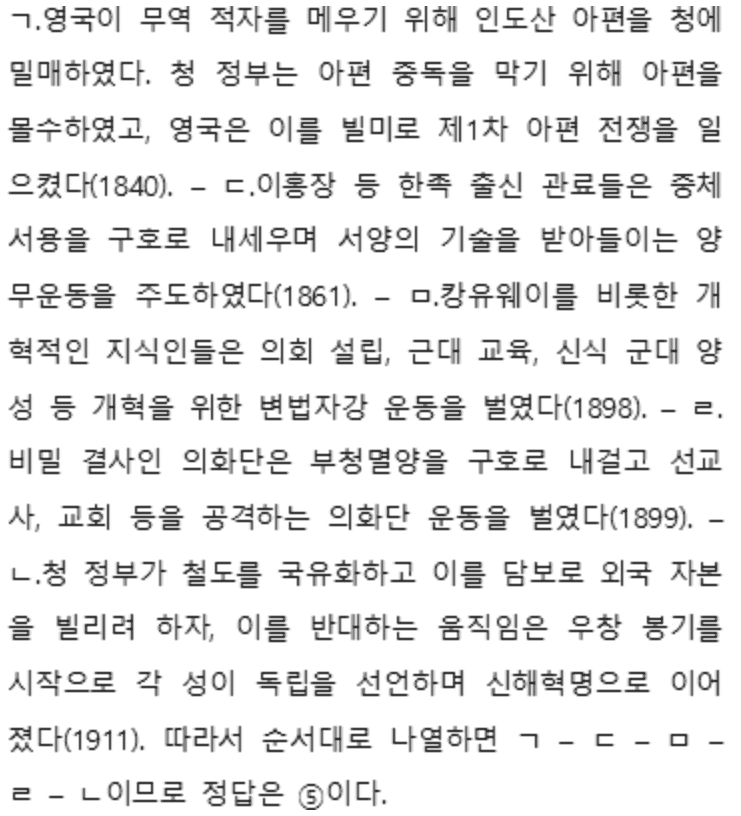 ㄱ.영국이 무역 적자를 메우기 위해 인도산 아편을 청에
밀매하였다. 청 정부는 아편 중독을 막기 위해 아편을
몰수하였고, 영국은 이를 빌미로 제1차 아편 전쟁을 일
으켰다(1840). – ㄷ.이홍장 등 한족 출신 관료들은 중체
서용을 구호로 내세우며 서양의 기술을 받아들이는 양
무운동을 주도하였다(1861). – ㅁ.캉유웨이를 비롯한 개
혁적인 지식인들은 의회 설립, 근대 교육, 신식 군대 양
성 등 개혁을 위한 변법자강 운동을 벌였다(1898). – ㄹ.
비밀 결사인 의화단은 부청멸양을 구호로 내걸고 선교
사, 교회 등을 공격하는 의화단 운동을 벌였다(1899). –
ㄴ.청 정부가 철도를 국유화하고 이를 담보로 외국 자본
을 빌리려 하자, 이를 반대하는 움직임은 우창 봉기를
시작으로 각 성이 독립을 선언하며 신해혁명으로 이어
졌다(1911). 따라서 순서대로 나열하면 ㄱ – ㄷ – ㅁ –
ㄹ – ㄴ이므로 정답은 ⑤이다.